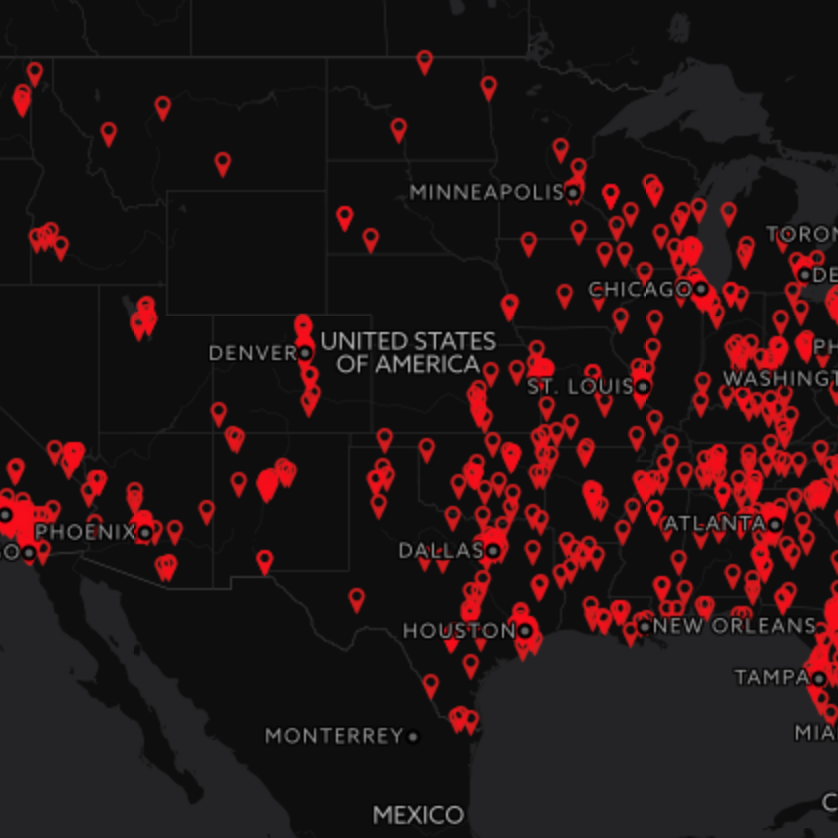 MINNEAPOLIS
TORON
DE
CHICAGO
UNITED STATES
OF AMERICA
DENVER
PH
WASHINGT
ST. LOUIS
PHOENIX
GO
ATLANTA
DALLAS
HOUSTON
NEW ORLEANS
TAMPA
MIA
MONTERREY
C
MEXICO